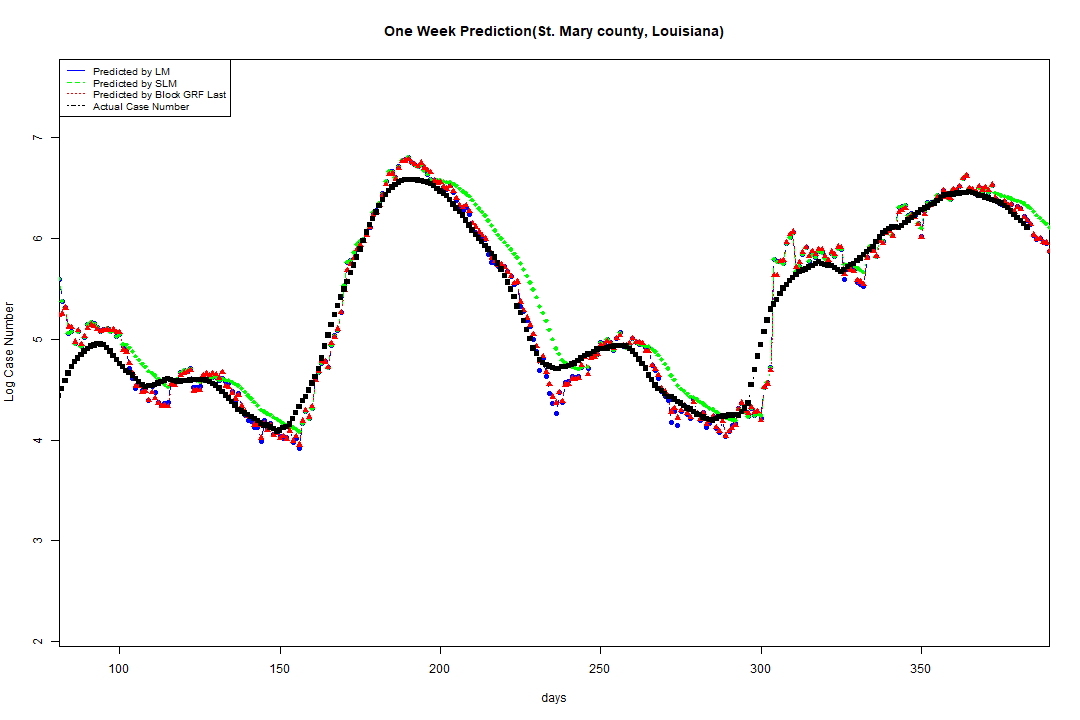 One Week Prediction(St. Mary county, Louisiana)
Predicted by LM
Predicted by SLM
Predicted by Block GRF Last
Actual Case Number
7
6
5
4
3
2
Log Case Number
100 150 200 250 300 350
days